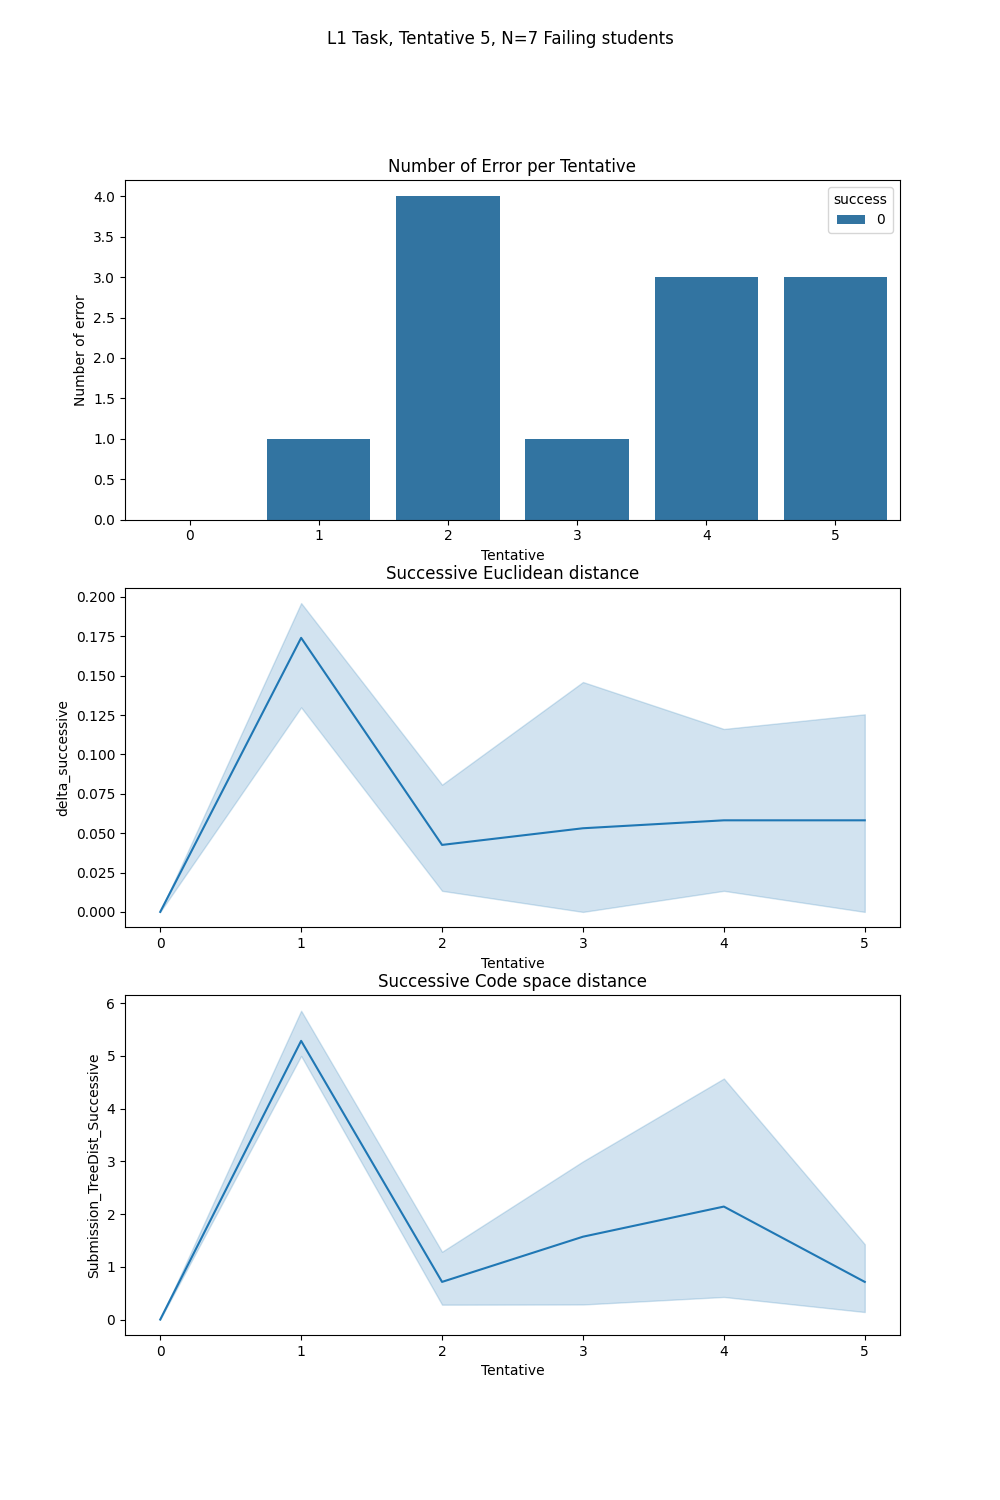 L1 Task, Tentative 5, N=7 Failing students
Number of Error per Tentative
4.0
3.5
3.0
2.5
2.0
1.5
1.0
0.5
0.0
Number of error
success
0
0 1 2 3 4 5
Tentative
Successive Euclidean distance
0.200
0.175
0.150
0.125
0.100
0.075
0.050
0.025
0.000
delta_successive
0 1 2 3 4 5
Tentative
Successive Code space distance
6
5
4
3
2
1
0
Submission_TreeDist_Successive
0 1 2 3 4 5
Tentative